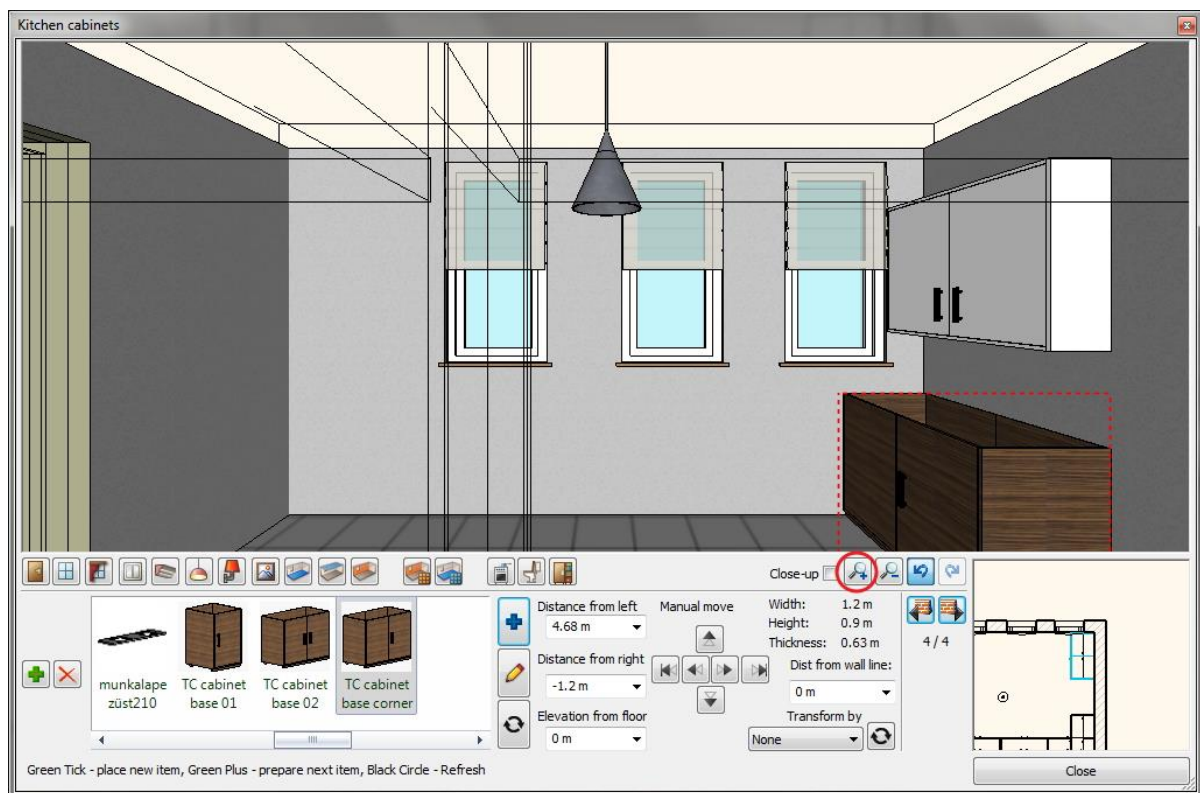 Kitchen cabinets
Close-up
munkalape
züst210
TC cabinet
base 01
TC cabinet
base 02
TC cabinet
base corner
Distance from left
4.68 m
Distance from right
-1.2 m
Elevation from floor
0 m
Manual move
Width: 1.2 m
Height: 0.9 m
Thickness: 0.63 m
Dist from wall line:
0 m
Transform by
None
4 / 4
Green Tick - place new item, Green Plus - prepare next item, Black Circle - Refresh
Close